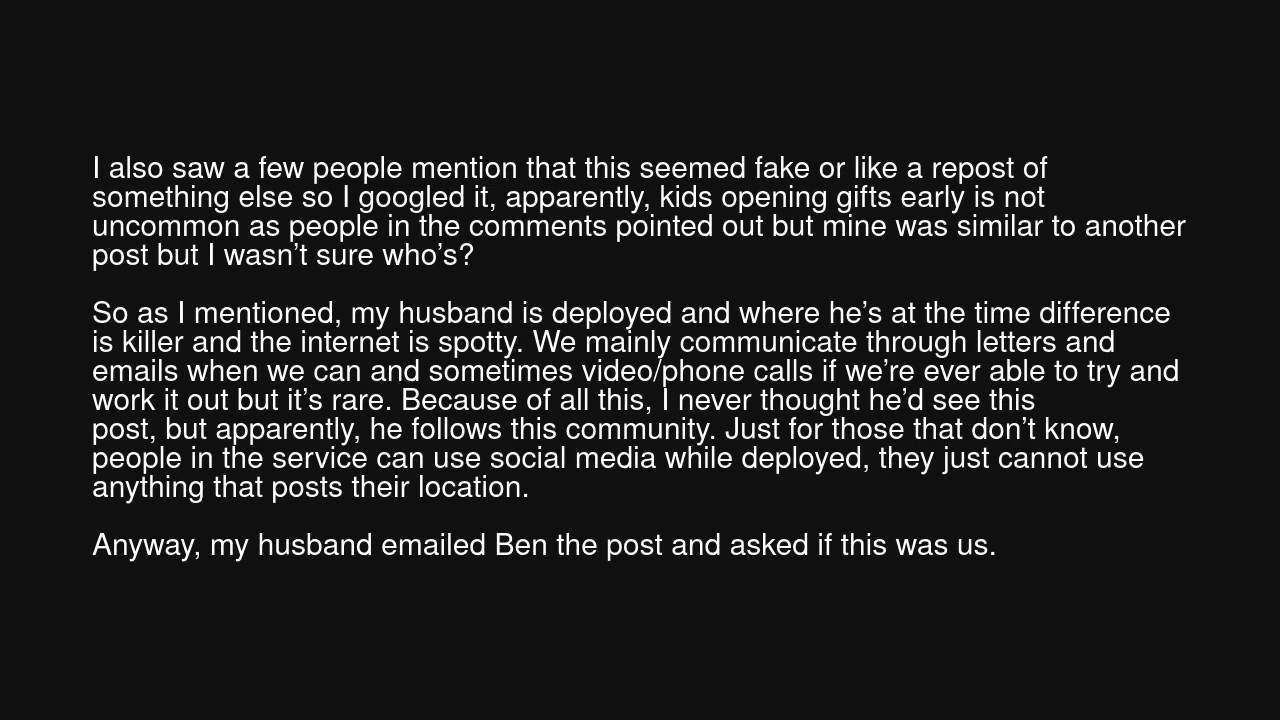 I also saw a few people mention that this seemed fake or like a repost of
something else so I googled it, apparently, kids opening gifts early is not
uncommon as people in the comments pointed out but mine was similar to another
post but I wasn’t sure who’s?
So as I mentioned, my husband is deployed and where he’s at the time difference
is killer and the internet is spotty. We mainly communicate through letters and
emails when we can and sometimes video/phone calls if we’re ever able to try and
work it out but it’s rare. Because of all this, I never thought he’d see this
post, but apparently, he follows this community. Just for those that don’t know,
people in the service can use social media while deployed, they just cannot use
anything that posts their location.
Anyway, my husband emailed Ben the post and asked if this was us.